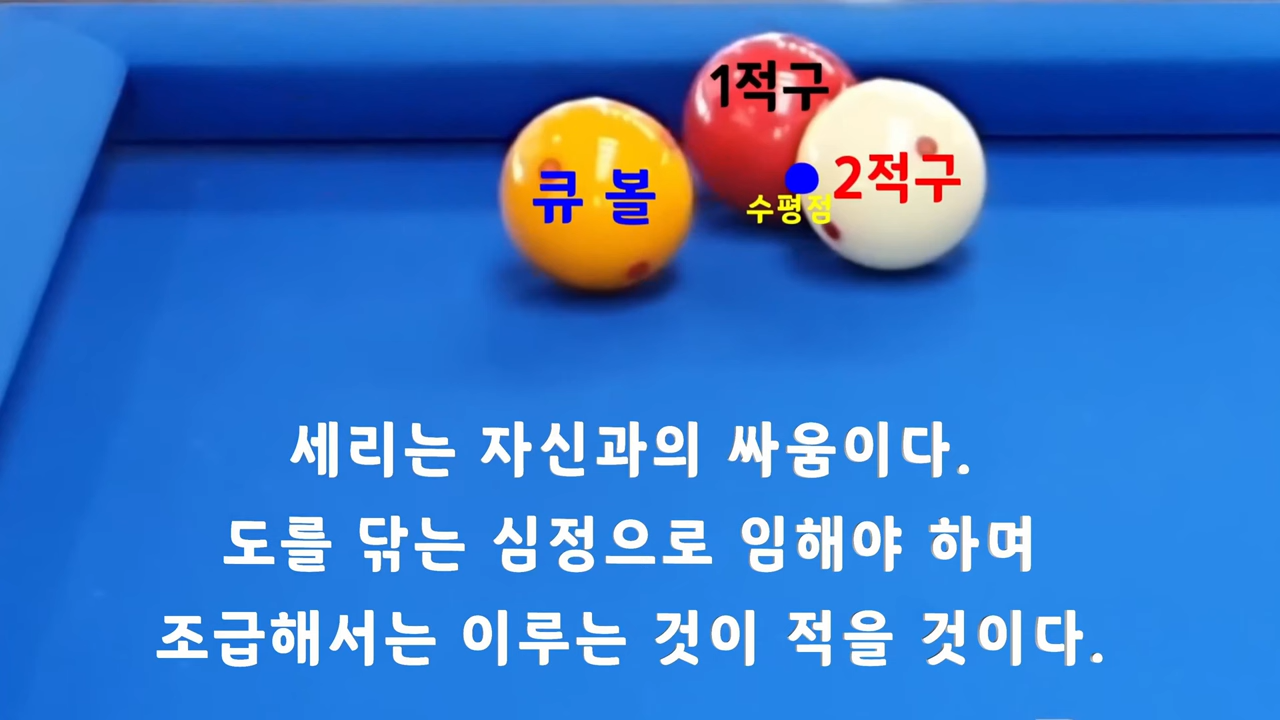 1적구
큐 볼
2적구
수평점
세리는 자신과의 싸움이다.
도를 닦는 심정으로 임해야 하며
조급해서는 이루는 것이 적을 것이다.